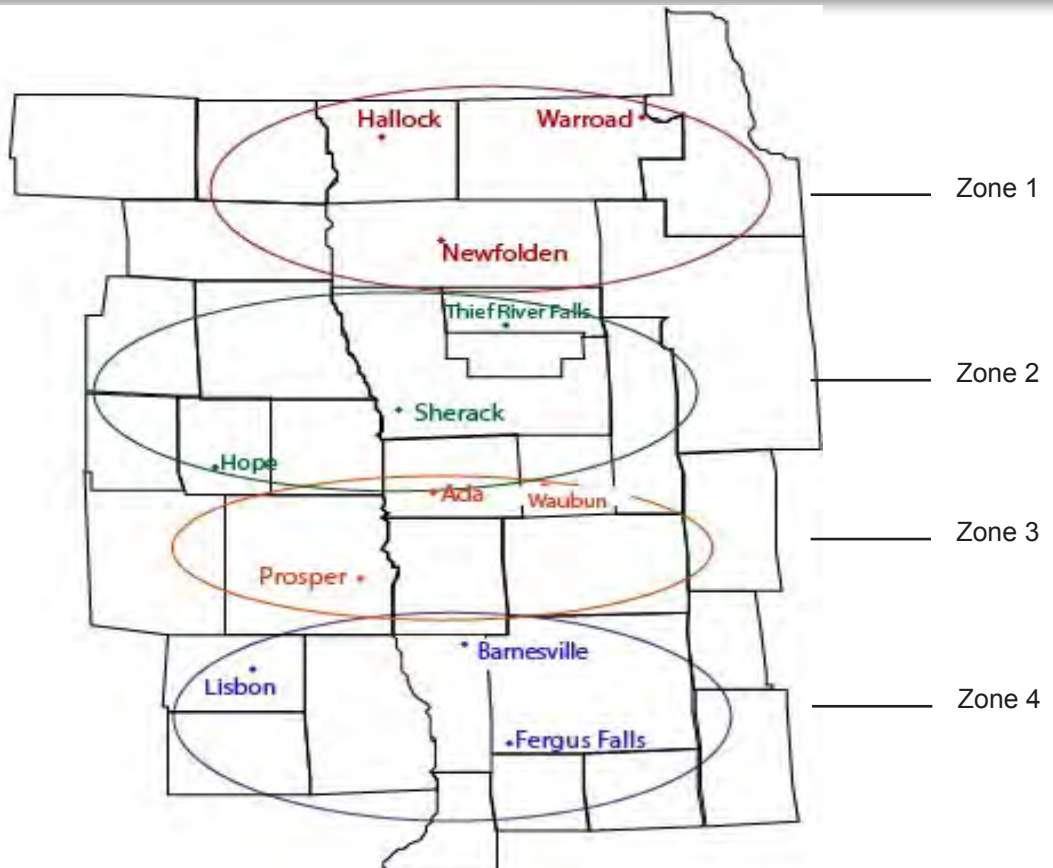 Hallock
Warroad
Zone 1
Newfolden
Thief River Falls
Zone 2
Sherack
Hope
Ada
Waubun
Zone 3
Prosper
Barnesville
Lisbon
Zone 4
Fergus Falls